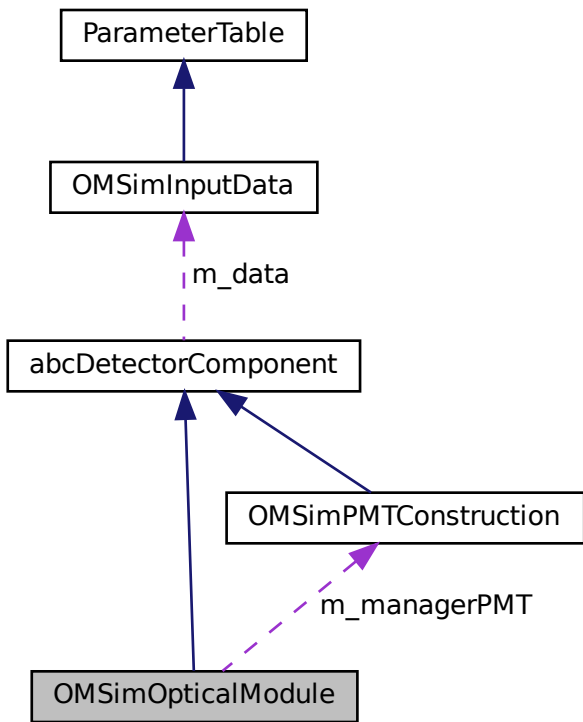 ParameterTable
OMSimInputData
m_data
abcDetectorComponent
OMSimPMTConstruction
m_managerPMT
OMSimOpticalModule